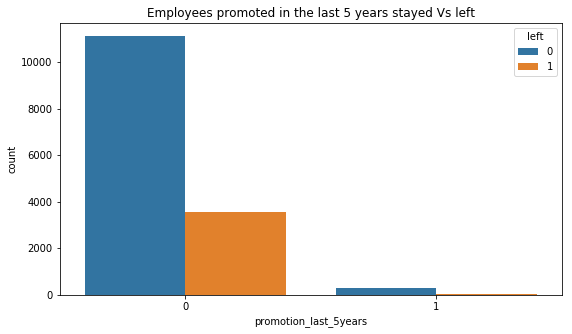 Employees promoted in the last 5 years stayed Vs left
left
0
1
10000
8000
6000
4000
2000
0
count
0 1
promotion_last_5years